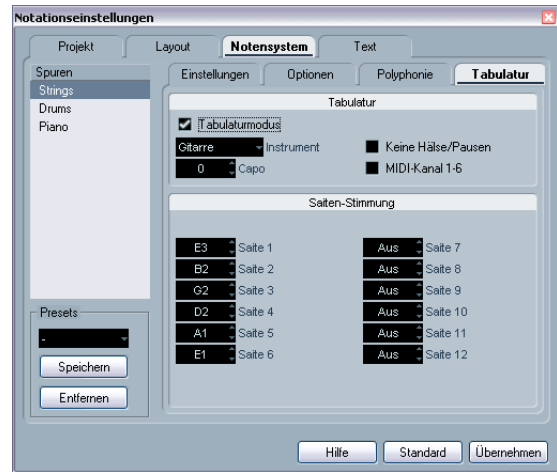 Notationseinstellungen
Projekt Layout Notensystem Text
Spuren
Strings
Drums
Piano
Presets
-
Speichern
Entfernen
Einstellungen Optionen Polyphonie Tabulatur
Tabulatur
Tabulaturmodus
Gitarre Instrument Keine Hälse/Pausen
0 Capo MIDI-Kanal 1-6
Saiten-Stimmung
E3 Saite 1 Aus Saite 7
B2 Saite 2 Aus Saite 8
G2 Saite 3 Aus Saite 9
D2 Saite 4 Aus Saite 10
A1 Saite 5 Aus Saite 11
E1 Saite 6 Aus Saite 12
Hilfe Standard Übernehmen